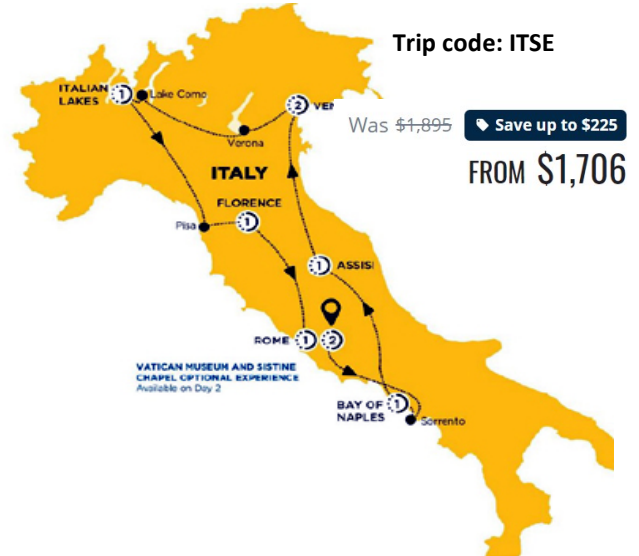 Trip code: ITSE
Was $1,895 Save up to $225
FROM $1,706
ITALIAN
LAKES
1
Lake Como
2
VEN
Verona
ITALY
FLORENCE
Pisa
1
1
ASSISI
ROME
1
2
VATICAN MUSEUM AND SISTINE
CHAPEL OPTIONAL EXPERIENCE
Available on Day 2
BAY OF
NAPLES
1
Sorrento